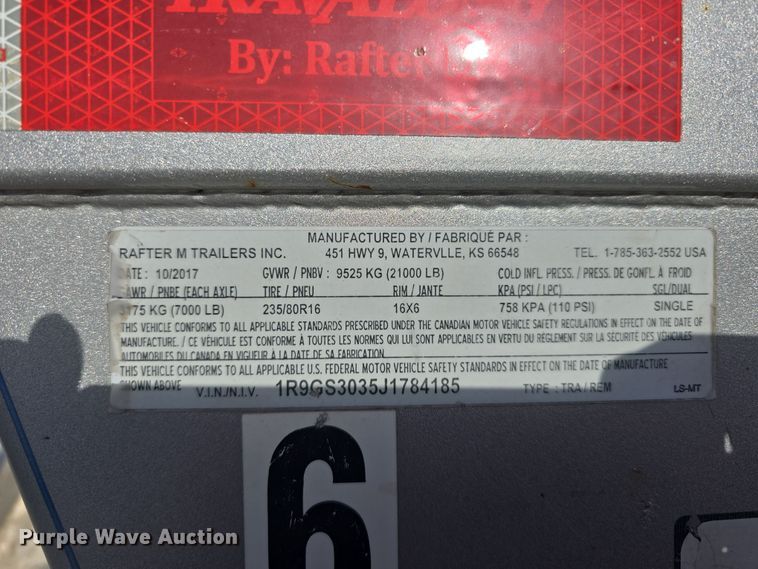 By: Rafter
MANUFACTURED BY / FABRIQUÉ PAR :
RAFTER M TRAILERS INC. 451 HWY 9, WATERVLLE, KS 66548 TEL. 1-785-363-2552 USA
DATE: 10/2017 GVWR / PNBV : 9525 KG (21000 LB) COLD INFL. PRESS. / PRESS. DE GONFL. À FROID
GAWR / PNBE (EACH AXLE) TIRE / PNEU RIM / JANTE KPA (PSI / LPC) SGL/DUAL
3175 KG (7000 LB) 235/80R16 16X6 758 KPA (110 PSI) SINGLE
THIS VEHICLE CONFORMS TO ALL APPLICABLE STANDARDS PRESCRIBED UNDER THE CANADIAN MOTOR VEHICLE SAFETY REGULATIONS IN EFFECT ON THE DATE OF
MANUFACTURE. / CE VÉHICULE EST CONFORME À TOUTES LES NORMES QUI LUI SONT APPLICABLES EN VERTU DU RÈGLEMENT SUR LA SÉCURITÉ DES VÉHICULES
AUTOMOBILES DU CANADA EN VIGUEUR À LA DATE DE SA FABRICATION.
THIS VEHICLE CONFORMS TO ALL APPLICABLE U.S. FEDERAL MOTOR VEHICLE SAFETY STANDARDS IN EFFECT ON THE DATE OF MANUFACTURE
SHOWN ABOVE V.I.N./N.I.V. 1R9GS3035J1784185 TYPE : TRA / REM LS-MT
6
Purple Wave Auction